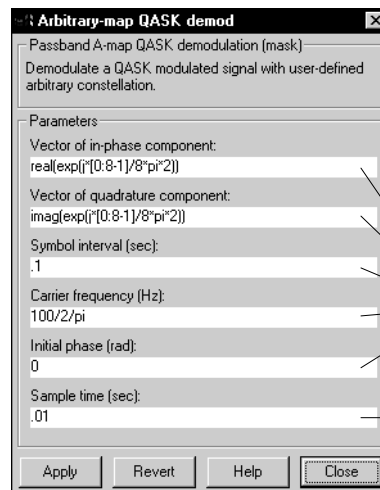 Arbitrary-map QASK demod
Passband A-map QASK demodulation (mask)
Demodulate a QASK modulated signal with user-defined
arbitrary constellation.
Parameters
Vector of in-phase component:
real(exp(j*[0:8-1]/8*pi*2))
Vector of quadrature component:
imag(exp(j*[0:8-1]/8*pi*2))
Symbol interval (sec):
.1
Carrier frequency (Hz):
100/2/pi
Initial phase (rad):
0
Sample time (sec):
.01
Apply Revert Help Close